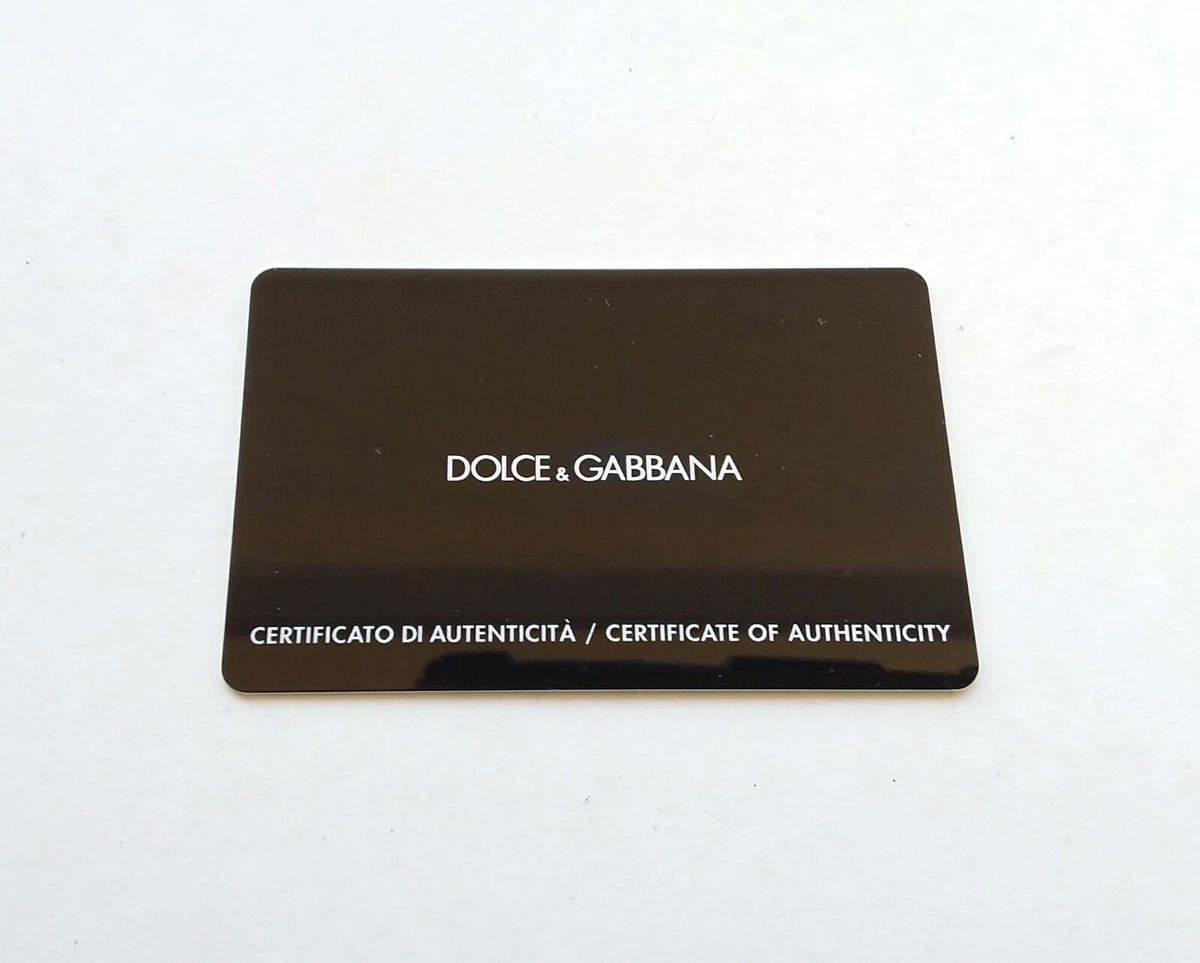 DOLCE & GABBANA
CERTIFICATO DI AUTENTICITÀ / CERTIFICATE OF AUTHENTICITY